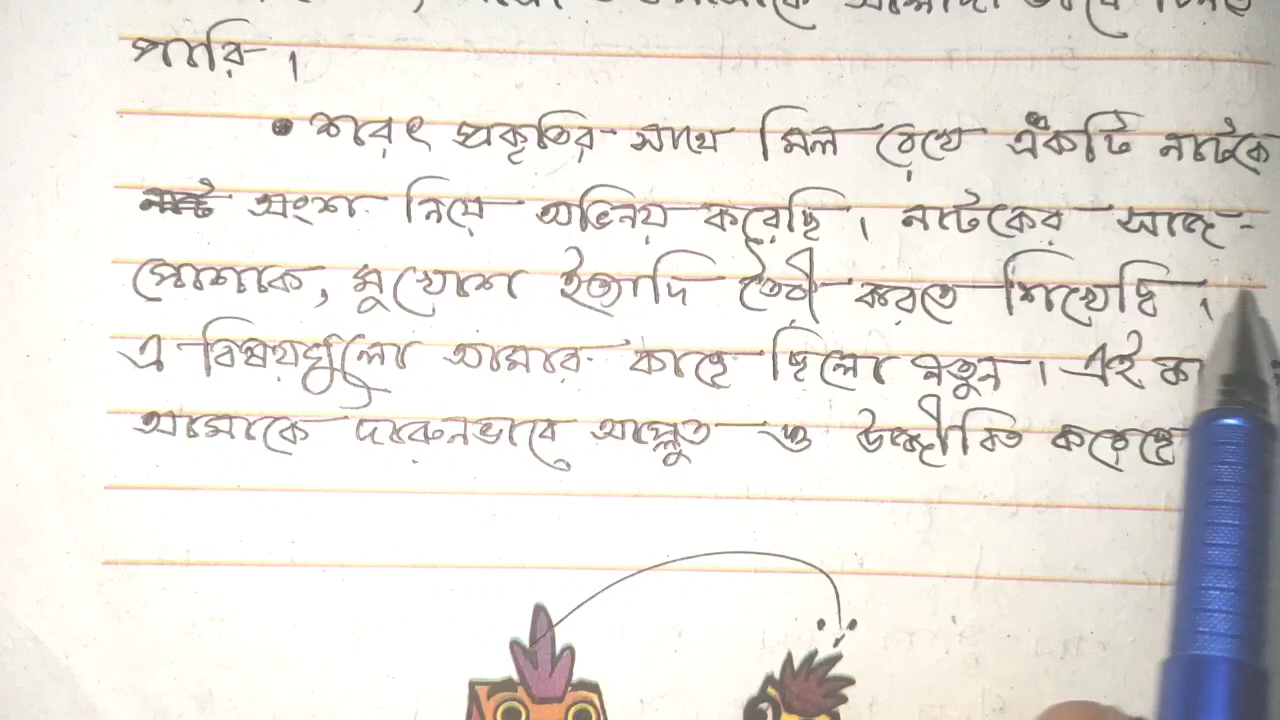 পারি।
• শরৎ প্রকৃতির সাথে মিল রেখে একটি নাটকে
অংশ নিয়ে অভিনয় করেছি। নাটকের সাজ-
পোশাক, মুখোশ ইত্যাদি তৈরী করতে শিখেছি।
এ বিষয়গুলো আমার কাছে ছিলো নতুন। এই
আমাকে দারুনভাবে আপ্লুত ও উজ্জীবিত করেছে